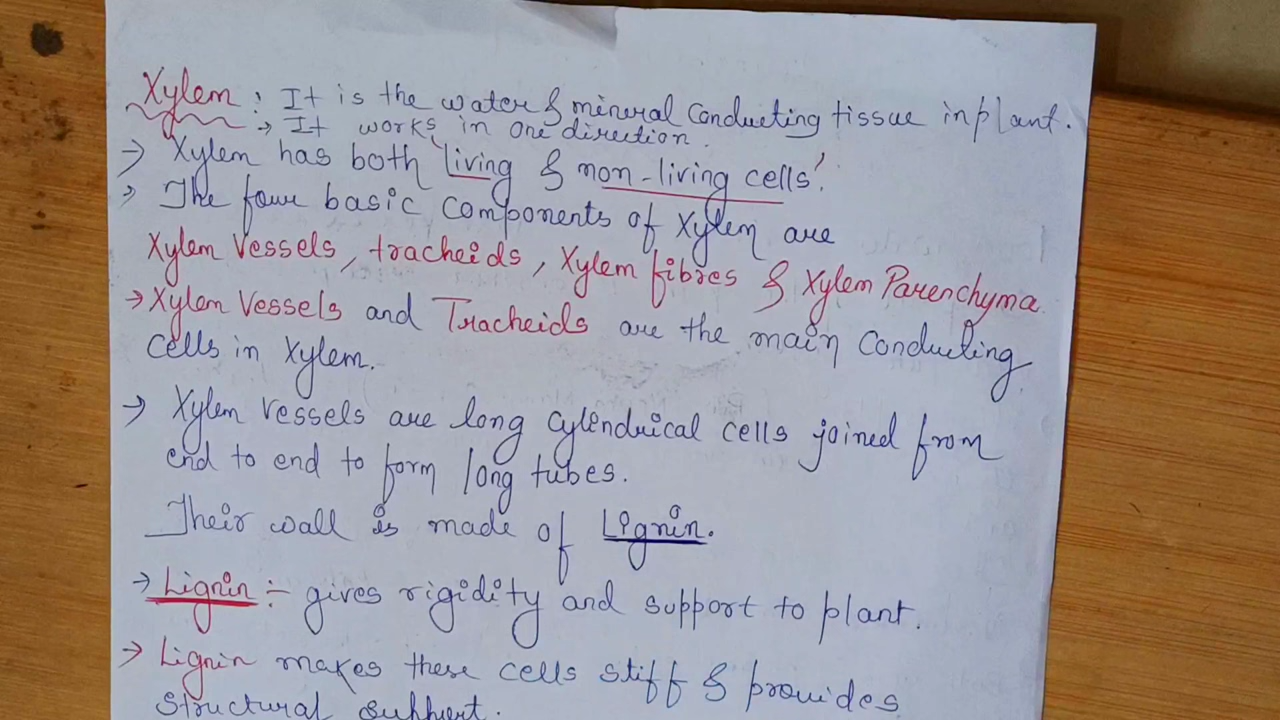 Xylem : It is the water & mineral conducting tissue in plant.
→ It works in one direction.
→ Xylem has both living & non-living cells.
→ The four basic components of Xylem are
Xylem Vessels, tracheids, Xylem fibres & Xylem Parenchyma.
→ Xylem Vessels and Tracheids are the main conducting
cells in Xylem.
→ Xylem vessels are long cylindrical cells joined from
end to end to form long tubes.
Their wall is made of Lignin.
→ Lignin :- gives rigidity and support to plant.
→ Lignin makes these cells stiff & provides
structural support.